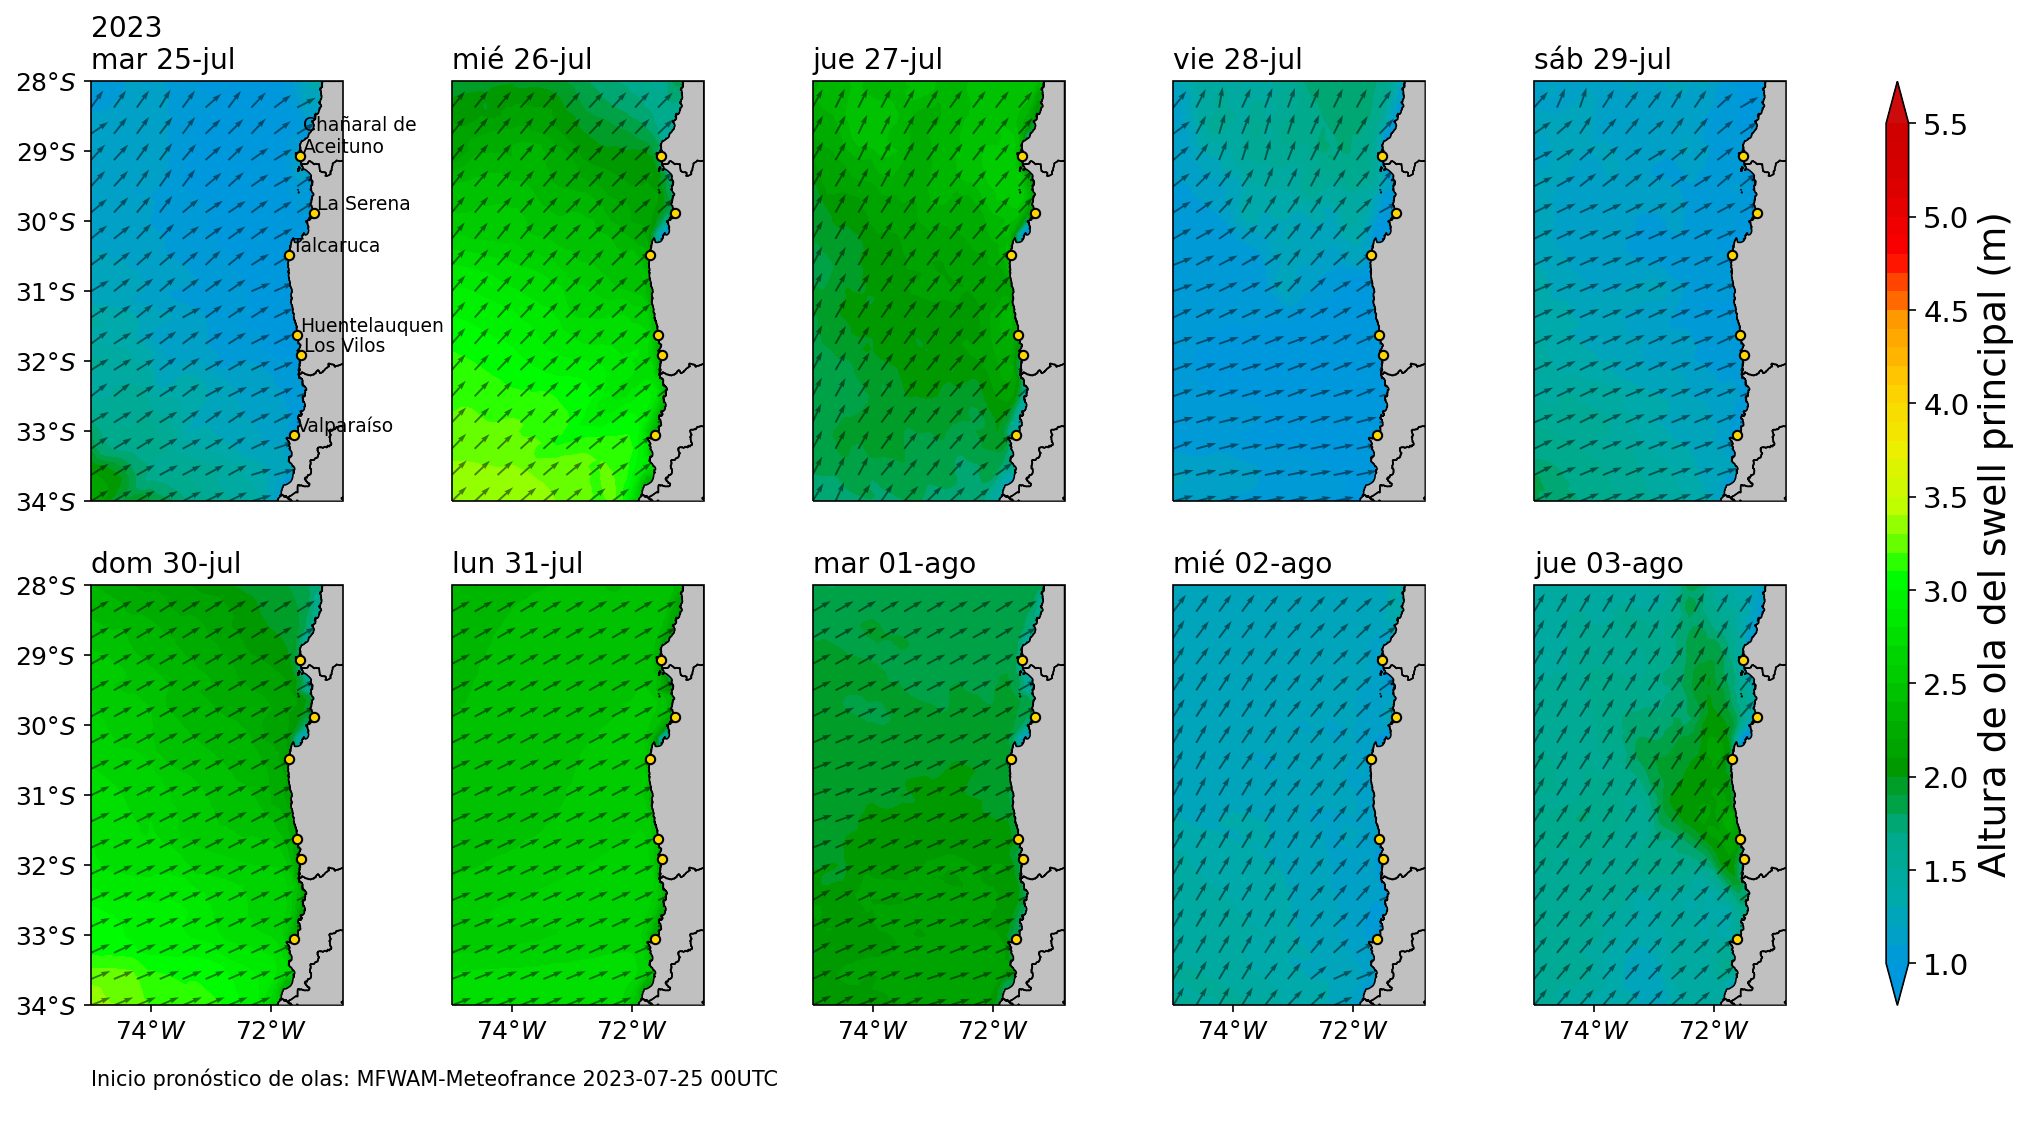 2023
mar 25-jul
mié 26-jul
jue 27-jul
vie 28-jul
sáb 29-jul
28°S
29°S
30°S
31°S
32°S
33°S
34°S
Chañaral de
Aceituno
La Serena
Talcaruca
Huentelauquen
Los Vilos
Valparaíso
dom 30-jul
lun 31-jul
mar 01-ago
mié 02-ago
jue 03-ago
28°S
29°S
30°S
31°S
32°S
33°S
34°S
74°W 72°W
74°W 72°W
74°W 72°W
74°W 72°W
74°W 72°W
5.5
5.0
4.5
4.0
3.5
3.0
2.5
2.0
1.5
1.0
Altura de ola del swell principal (m)
Inicio pronóstico de olas: MFWAM-Meteofrance 2023-07-25 00UTC